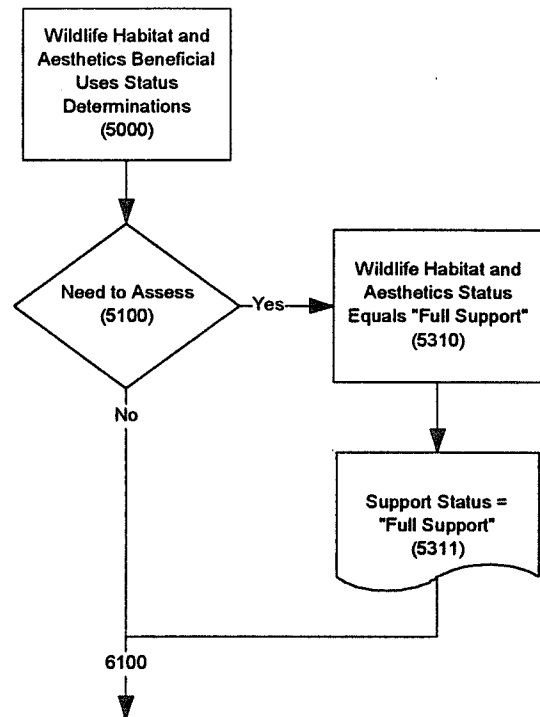 Wildlife Habitat and
Aesthetics Beneficial
Uses Status
Determinations
(5000)
Need to Assess
(5100)
Yes
Wildlife Habitat and
Aesthetics Status
Equals "Full Support"
(5310)
No
Support Status =
"Full Support"
(5311)
6100